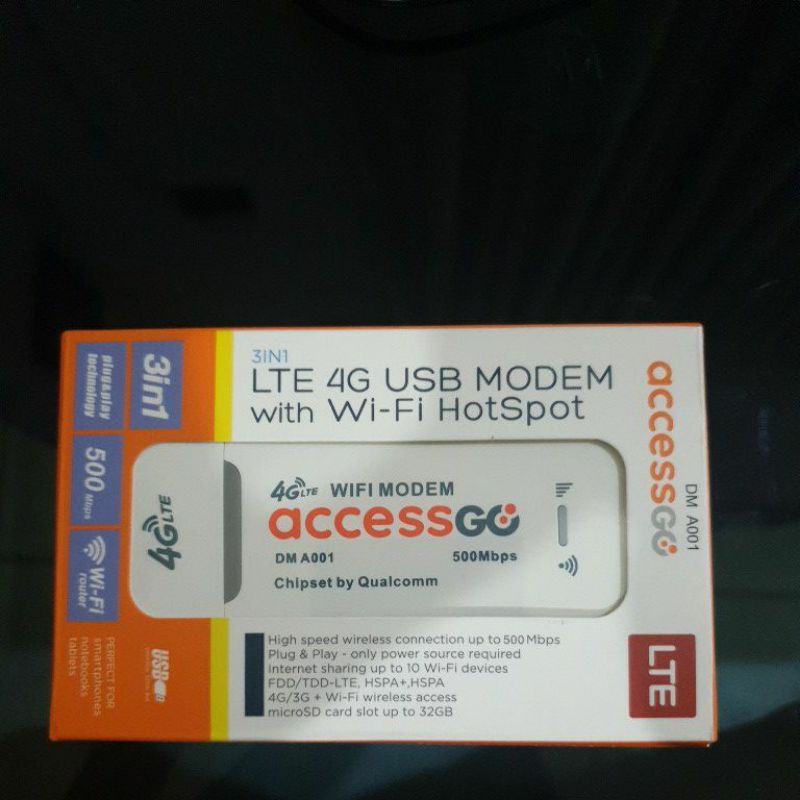 3IN1
LTE 4G USB MODEM
with Wi-Fi HotSpot
3in1
plug&play
technology
500 Mbps
Wi-Fi
router
PERFECT FOR
smartphones
notebooks
tablets
USB
4G LTE
4G LTE WIFI MODEM
accessGO
DM A001 500Mbps
Chipset by Qualcomm
High speed wireless connection up to 500Mbps
Plug & Play - only power source required
Internet sharing up to 10 Wi-Fi devices
FDD/TDD-LTE, HSPA+,HSPA
4G/3G + Wi-Fi wireless access
microSD card slot up to 32GB
accessGO
DM A001
LTE